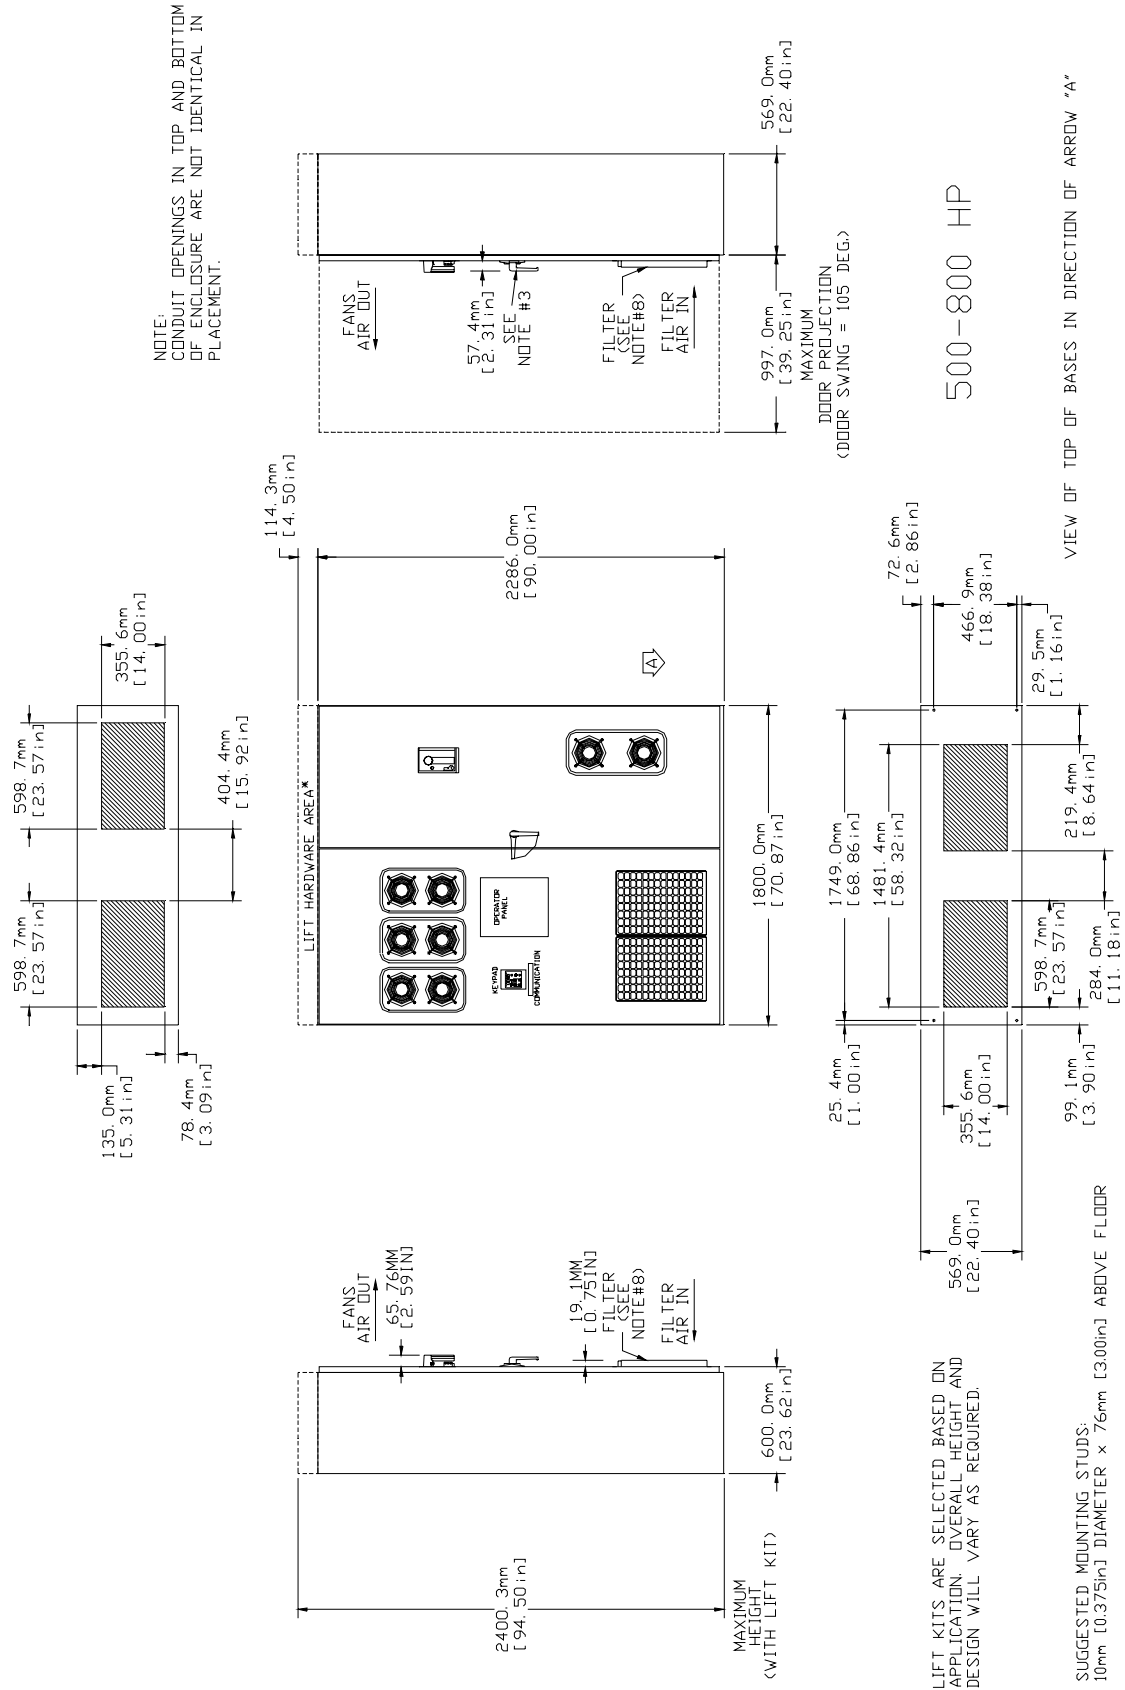 NOTE:
CONDUIT OPENINGS IN TOP AND BOTTOM
OF ENCLOSURE ARE NOT IDENTICAL IN
PLACEMENT.
598.7mm
[23.57in]
598.7mm
[23.57in]
355.6mm
[14.00in]
404.4mm
[15.92in]
135.0mm
[5.31in]
78.4mm
[3.09in]
2400.3mm
[94.50in]
MAXIMUM
HEIGHT
(WITH LIFT KIT)
FANS
AIR OUT
65.76MM
[2.59IN]
19.1MM
[0.75IN]
FILTER
(SEE
NOTE#8)
FILTER
AIR IN
600.0mm
[23.62in]
LIFT HARDWARE AREA*
KEYPAD
COMMUNICATION
OPERATOR
PANEL
A
114.3mm
[4.50in]
2286.0mm
[90.00in]
1800.0mm
[70.87in]
FANS
AIR OUT
57.4mm
[2.31in]
SEE
NOTE #3
FILTER
(SEE
NOTE#8)
FILTER
AIR IN
997.0mm
[39.25in]
MAXIMUM
DOOR PROJECTION
(DOOR SWING = 105 DEG.)
569.0mm
[22.40in]
1749.0mm
[68.86in]
1481.4mm
[58.32in]
25.4mm
[1.00in]
72.6mm
[2.86in]
466.9mm
[18.38in]
29.5mm
[1.16in]
219.4mm
[8.64in]
598.7mm
[23.57in]
284.0mm
[11.18in]
355.6mm
[14.00in]
99.1mm
[3.90in]
569.0mm
[22.40in]
500-800 HP
VIEW OF TOP OF BASES IN DIRECTION OF ARROW "A"
LIFT KITS ARE SELECTED BASED ON
APPLICATION. OVERALL HEIGHT AND
DESIGN WILL VARY AS REQUIRED.
SUGGESTED MOUNTING STUDS:
10mm [0.375in] DIAMETER x 76mm [3.00in] ABOVE FLOOR